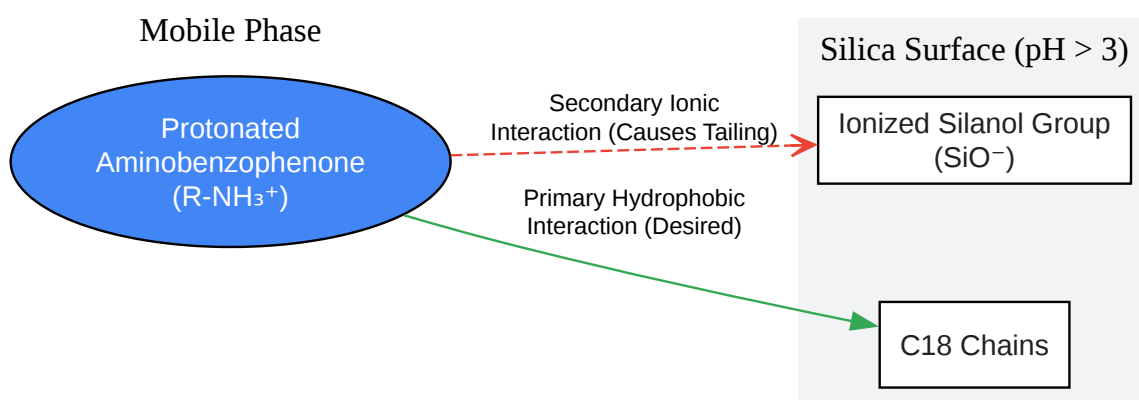 Mobile Phase
Silica Surface (pH > 3)
Protonated
Aminobenzophenone
(R-NH₃⁺)
Secondary Ionic
Interaction (Causes Tailing)
Ionized Silanol Group
(SiO⁻)
Primary Hydrophobic
Interaction (Desired)
C18 Chains